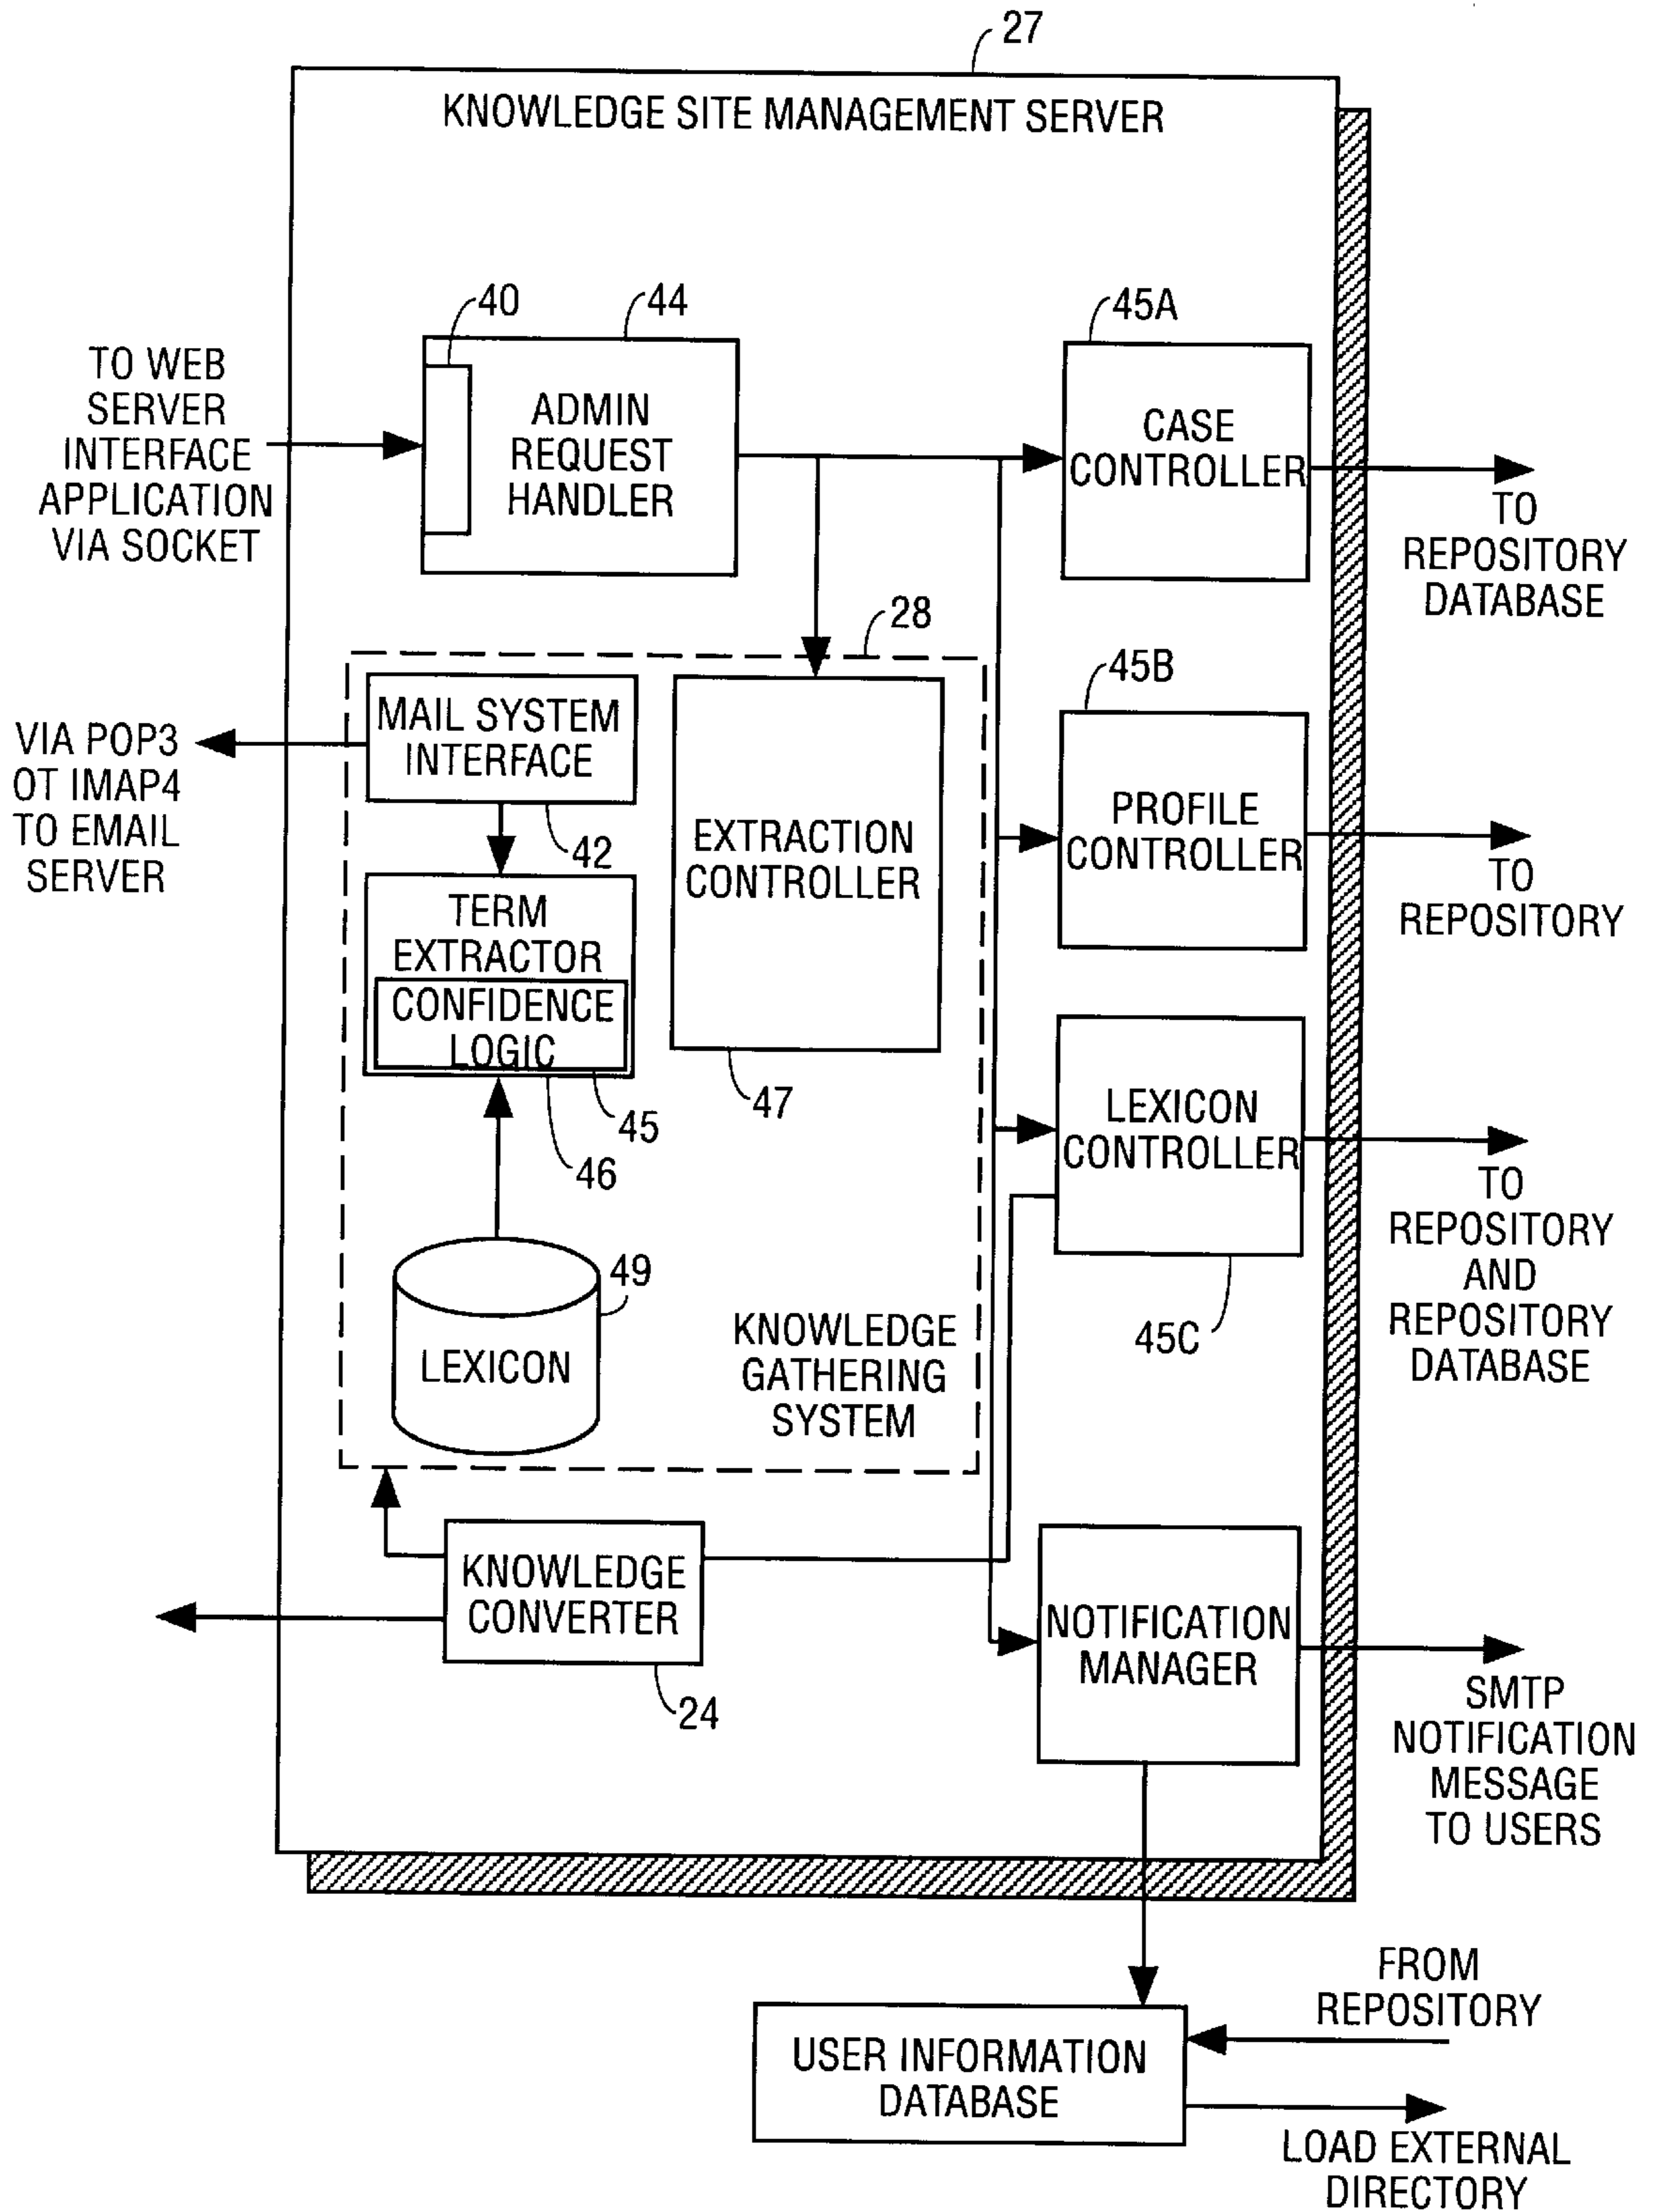 27
KNOWLEDGE SITE MANAGEMENT SERVER
40
44
45A
TO WEB
SERVER
INTERFACE
APPLICATION
VIA SOCKET
ADMIN
REQUEST
HANDLER
CASE
CONTROLLER
TO
REPOSITORY
DATABASE
28
45B
MAIL SYSTEM
INTERFACE
VIA POP3
OT IMAP4
TO EMAIL
SERVER
42
EXTRACTION
CONTROLLER
PROFILE
CONTROLLER
TO
REPOSITORY
TERM
EXTRACTOR
CONFIDENCE
LOGIC
45
46
47
LEXICON
CONTROLLER
TO
REPOSITORY
AND
REPOSITORY
DATABASE
45C
49
LEXICON
KNOWLEDGE
GATHERING
SYSTEM
KNOWLEDGE
CONVERTER
24
NOTIFICATION
MANAGER
SMTP
NOTIFICATION
MESSAGE
TO USERS
FROM
REPOSITORY
USER INFORMATION
DATABASE
LOAD EXTERNAL
DIRECTORY